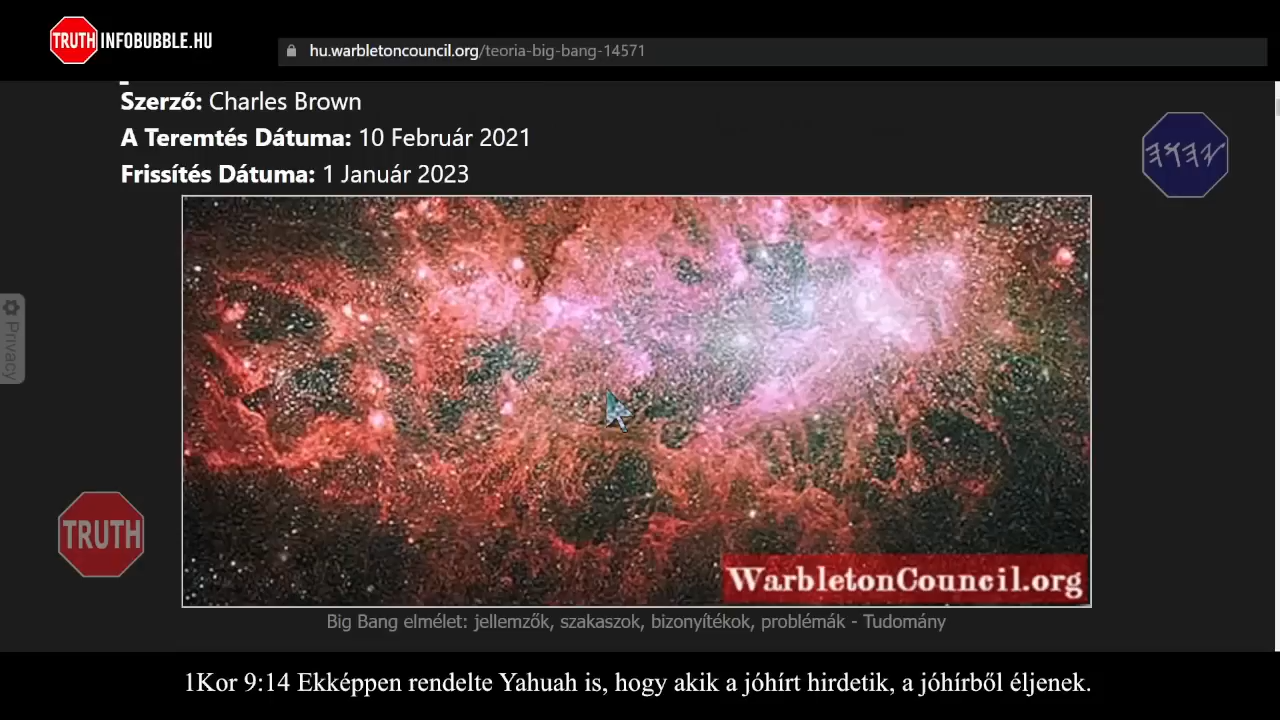 TRUTH INFOBUBBLE.HU
hu.warbletoncouncil.org/teoria-big-bang-14571
Szerző: Charles Brown
A Teremtés Dátuma: 10 Február 2021
Frissítés Dátuma: 1 Január 2023
Privacy
TRUTH
WarbletonCouncil.org
Big Bang elmélet: jellemzők, szakaszok, bizonyítékok, problémák - Tudomány
1Kor 9:14 Ekképpen rendelte Yahuah is, hogy akik a jóhírt hirdetik, a jóhírből éljenek.